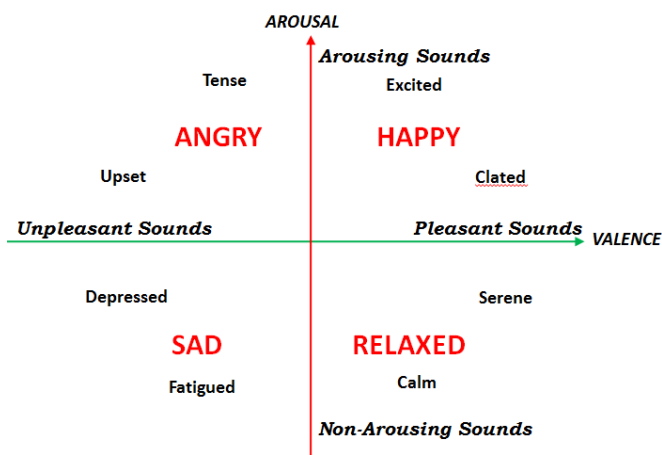 AROUSAL
Arousing Sounds
Tense
Excited
ANGRY
HAPPY
Upset
Clated
Unpleasant Sounds
Pleasant Sounds
VALENCE
Depressed
Serene
SAD
RELAXED
Fatigued
Calm
Non-Arousing Sounds